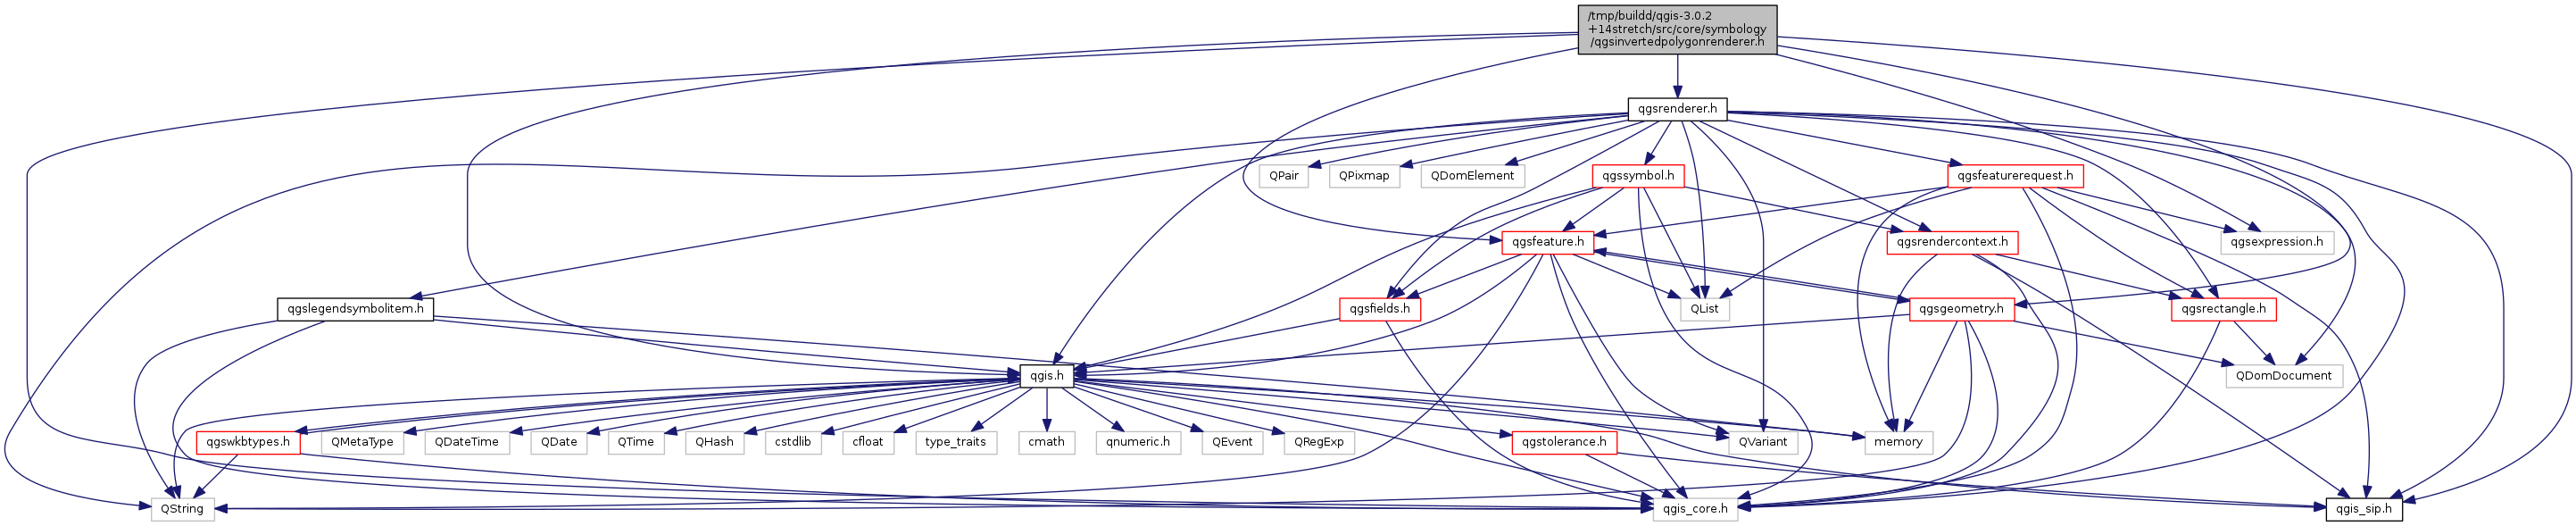 /tmp/buildd/qgis-3.0.2
+14stretch/src/core/symbology
/qgsinvertedpolygonrenderer.h
qgsrenderer.h
QPair
QPixmap
QDomElement
qgssymbol.h
qgsfeaturerequest.h
qgsfeature.h
qgsrendercontext.h
qgsexpression.h
qgslegendsymbolitem.h
qgsfields.h
QList
qgsgeometry.h
qgsrectangle.h
qgis.h
QDomDocument
qgswkbtypes.h
QMetaType
QDateTime
QDate
QTime
QHash
cstdlib
cfloat
type_traits
cmath
qnumeric.h
QEvent
QRegExp
qgstolerance.h
QVariant
memory
QString
qgis_core.h
qgis_sip.h